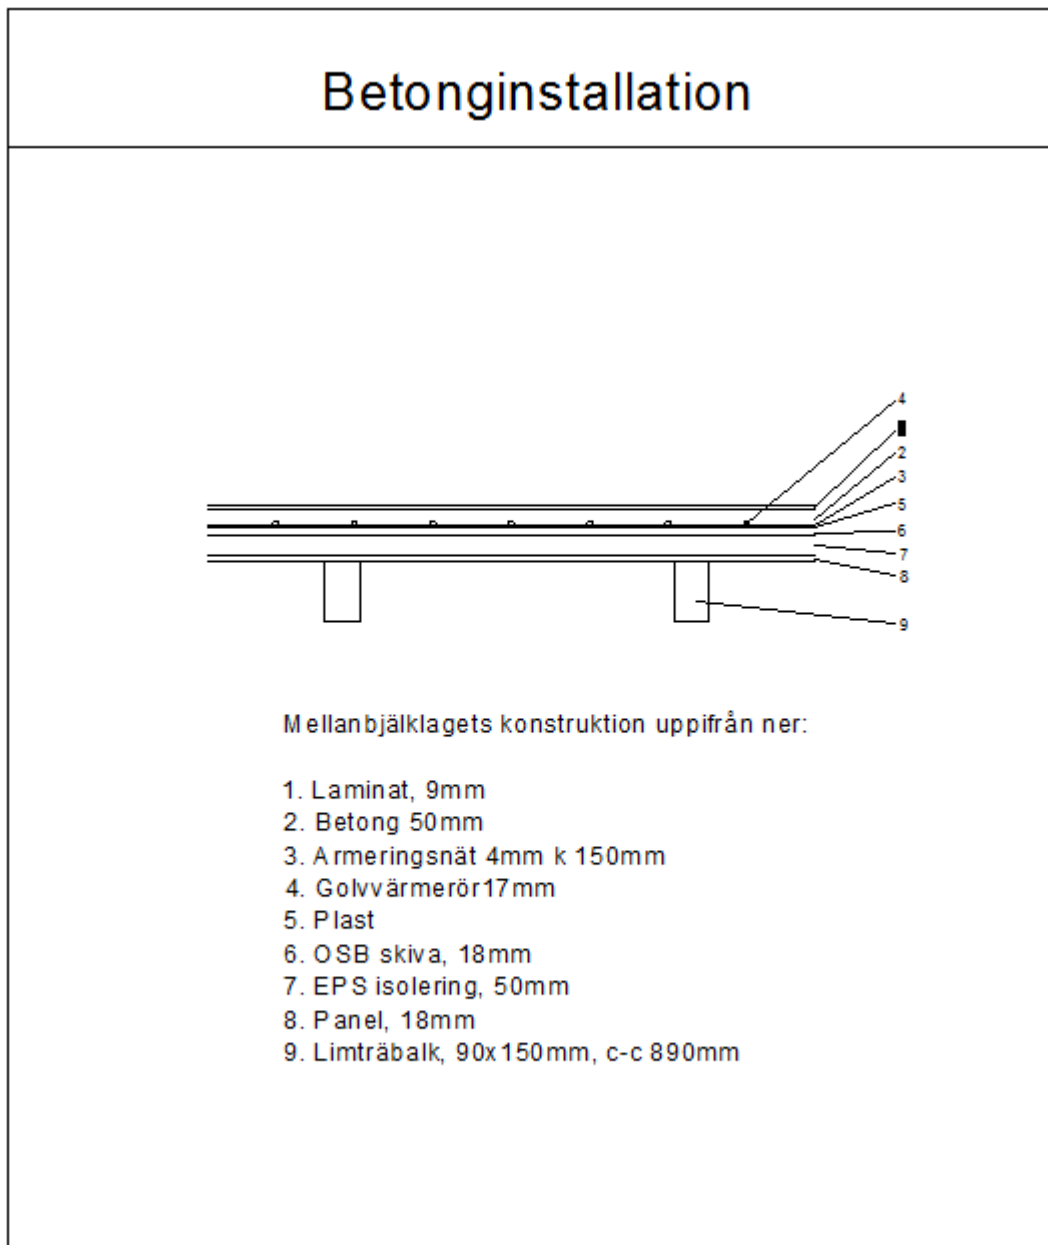 Betonginstallation
4
2
3
5
6
7
8
9
Mellanbjälklagets konstruktion uppifrån ner:
1. Laminat, 9mm
2. Betong 50mm
3. Armeringsnät 4mm k 150mm
4. Golvvärmerör17mm
5. Plast
6. OSB skiva, 18mm
7. EPS isolering, 50mm
8. Panel, 18mm
9. Limträbalk, 90x150mm, c-c 890mm